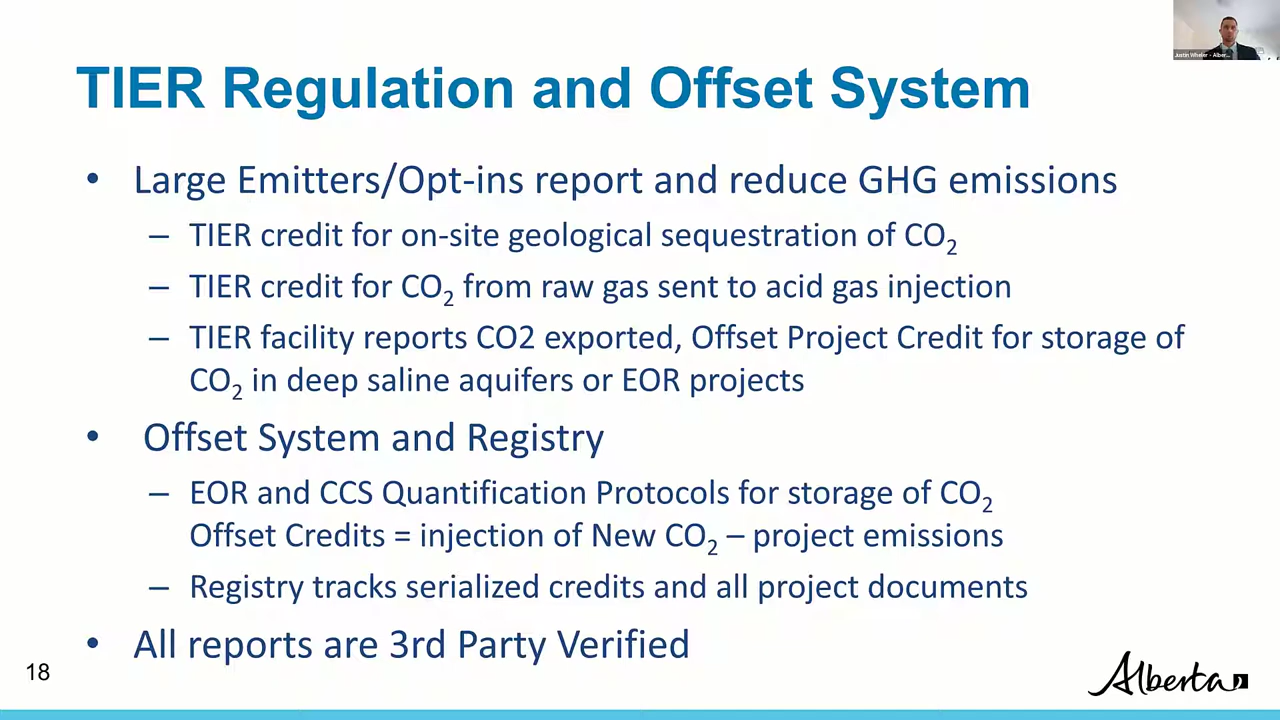 Justin Wheler - Alber...
TIER Regulation and Offset System
• Large Emitters/Opt-ins report and reduce GHG emissions
– TIER credit for on-site geological sequestration of CO₂
– TIER credit for CO₂ from raw gas sent to acid gas injection
– TIER facility reports CO2 exported, Offset Project Credit for storage of
CO₂ in deep saline aquifers or EOR projects
• Offset System and Registry
– EOR and CCS Quantification Protocols for storage of CO₂
Offset Credits = injection of New CO₂ – project emissions
– Registry tracks serialized credits and all project documents
• All reports are 3rd Party Verified
18
Alberta